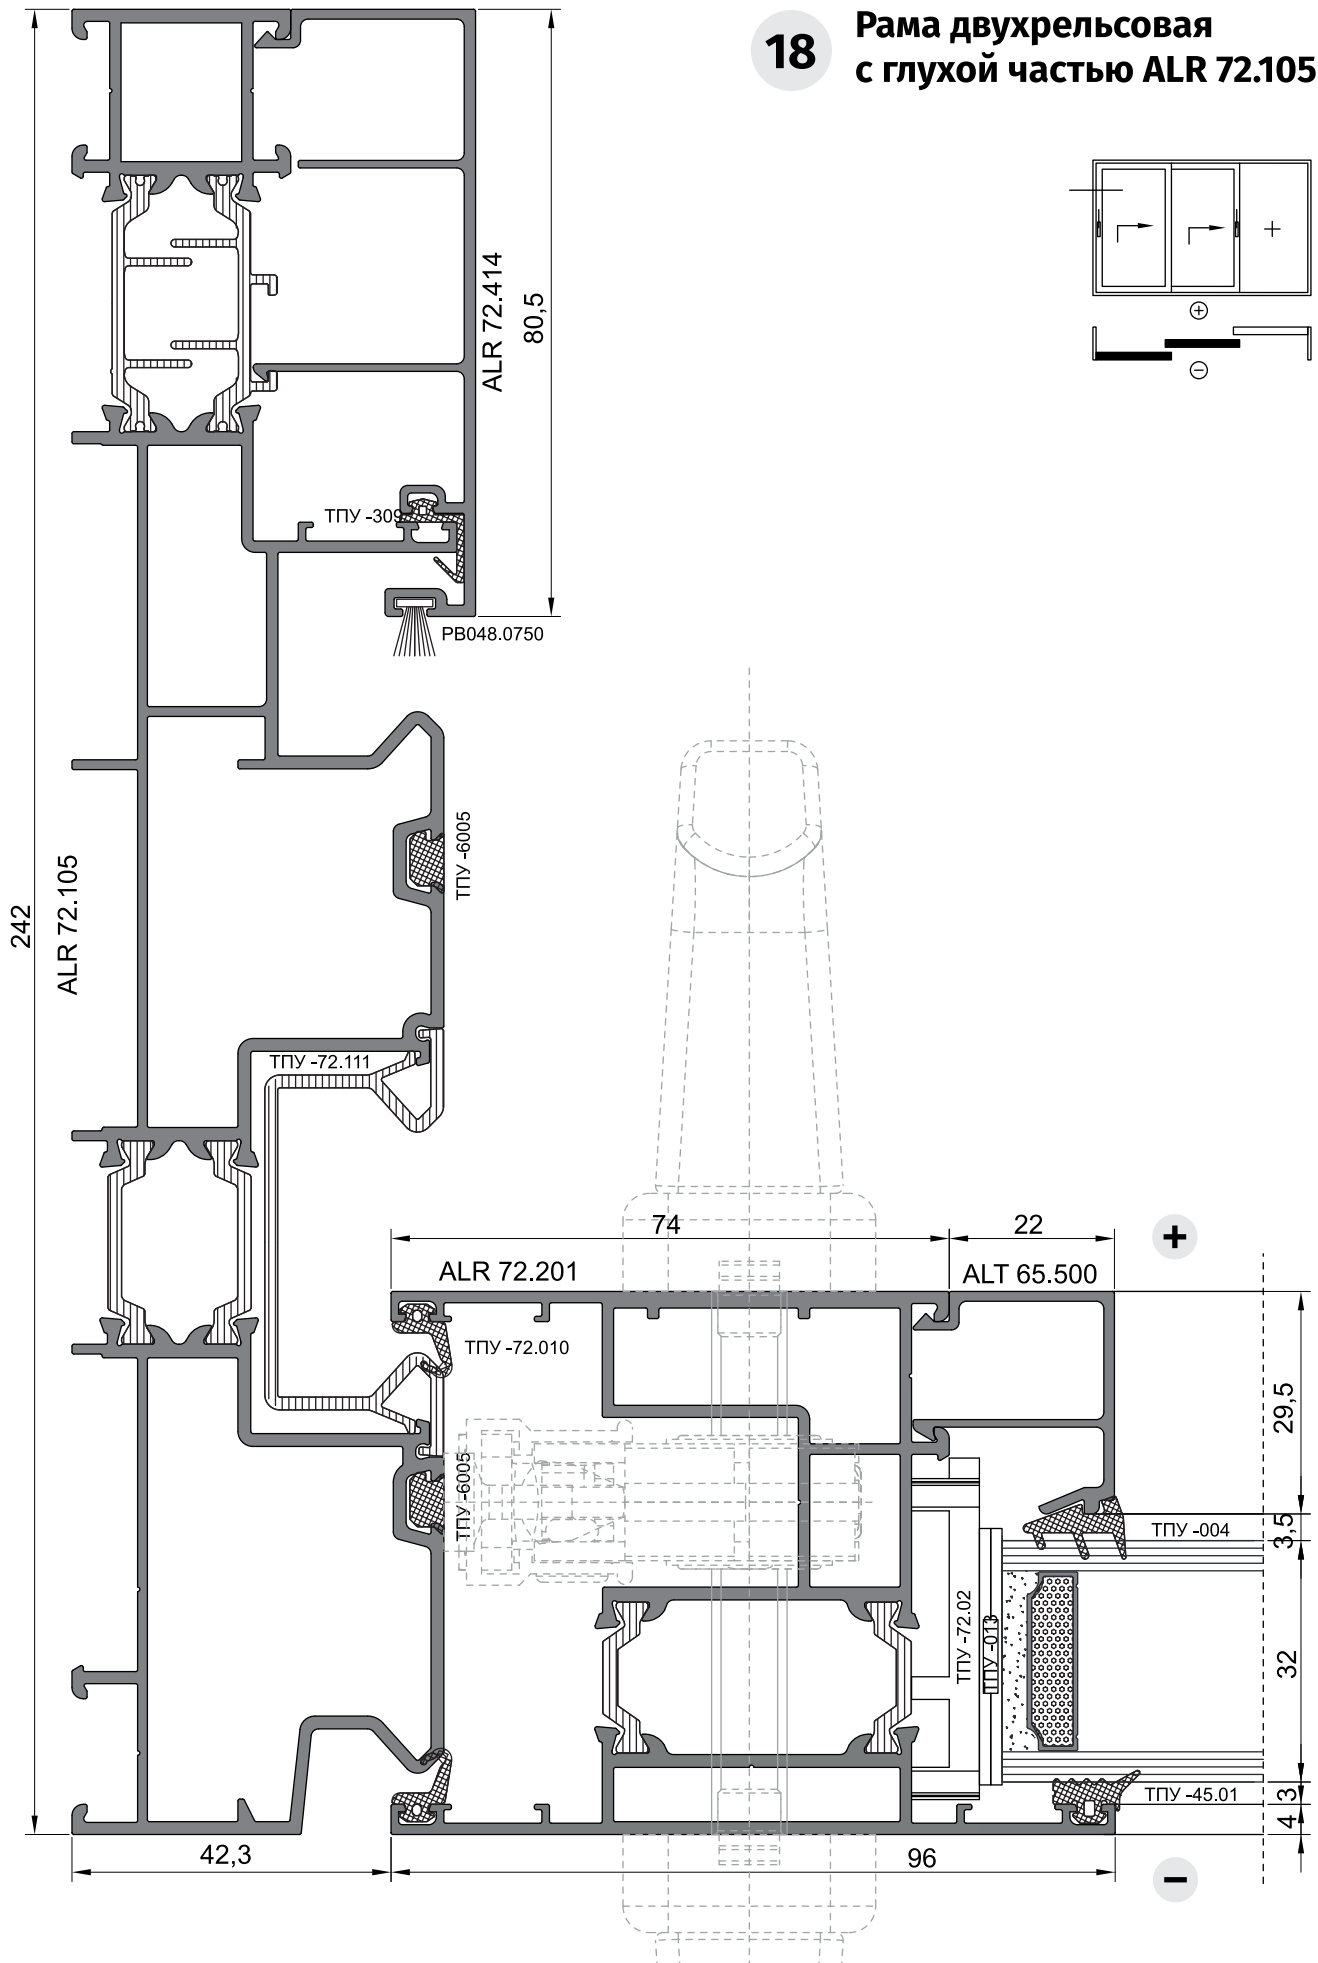 18
Рама двухрельсовая
с глухой частью ALR 72.105
+
+
−
242
ALR 72.105
ALR 72.414
80,5
ТПУ -309
PB048.0750
ТПУ -6005
ТПУ -72.111
74
22
+
ALR 72.201
ALT 65.500
ТПУ -72.010
29,5
ТПУ -6005
3,5
ТПУ -004
ТПУ -72.02
ТПУ -013
32
ТПУ -45.01
3
4
42,3
96
−